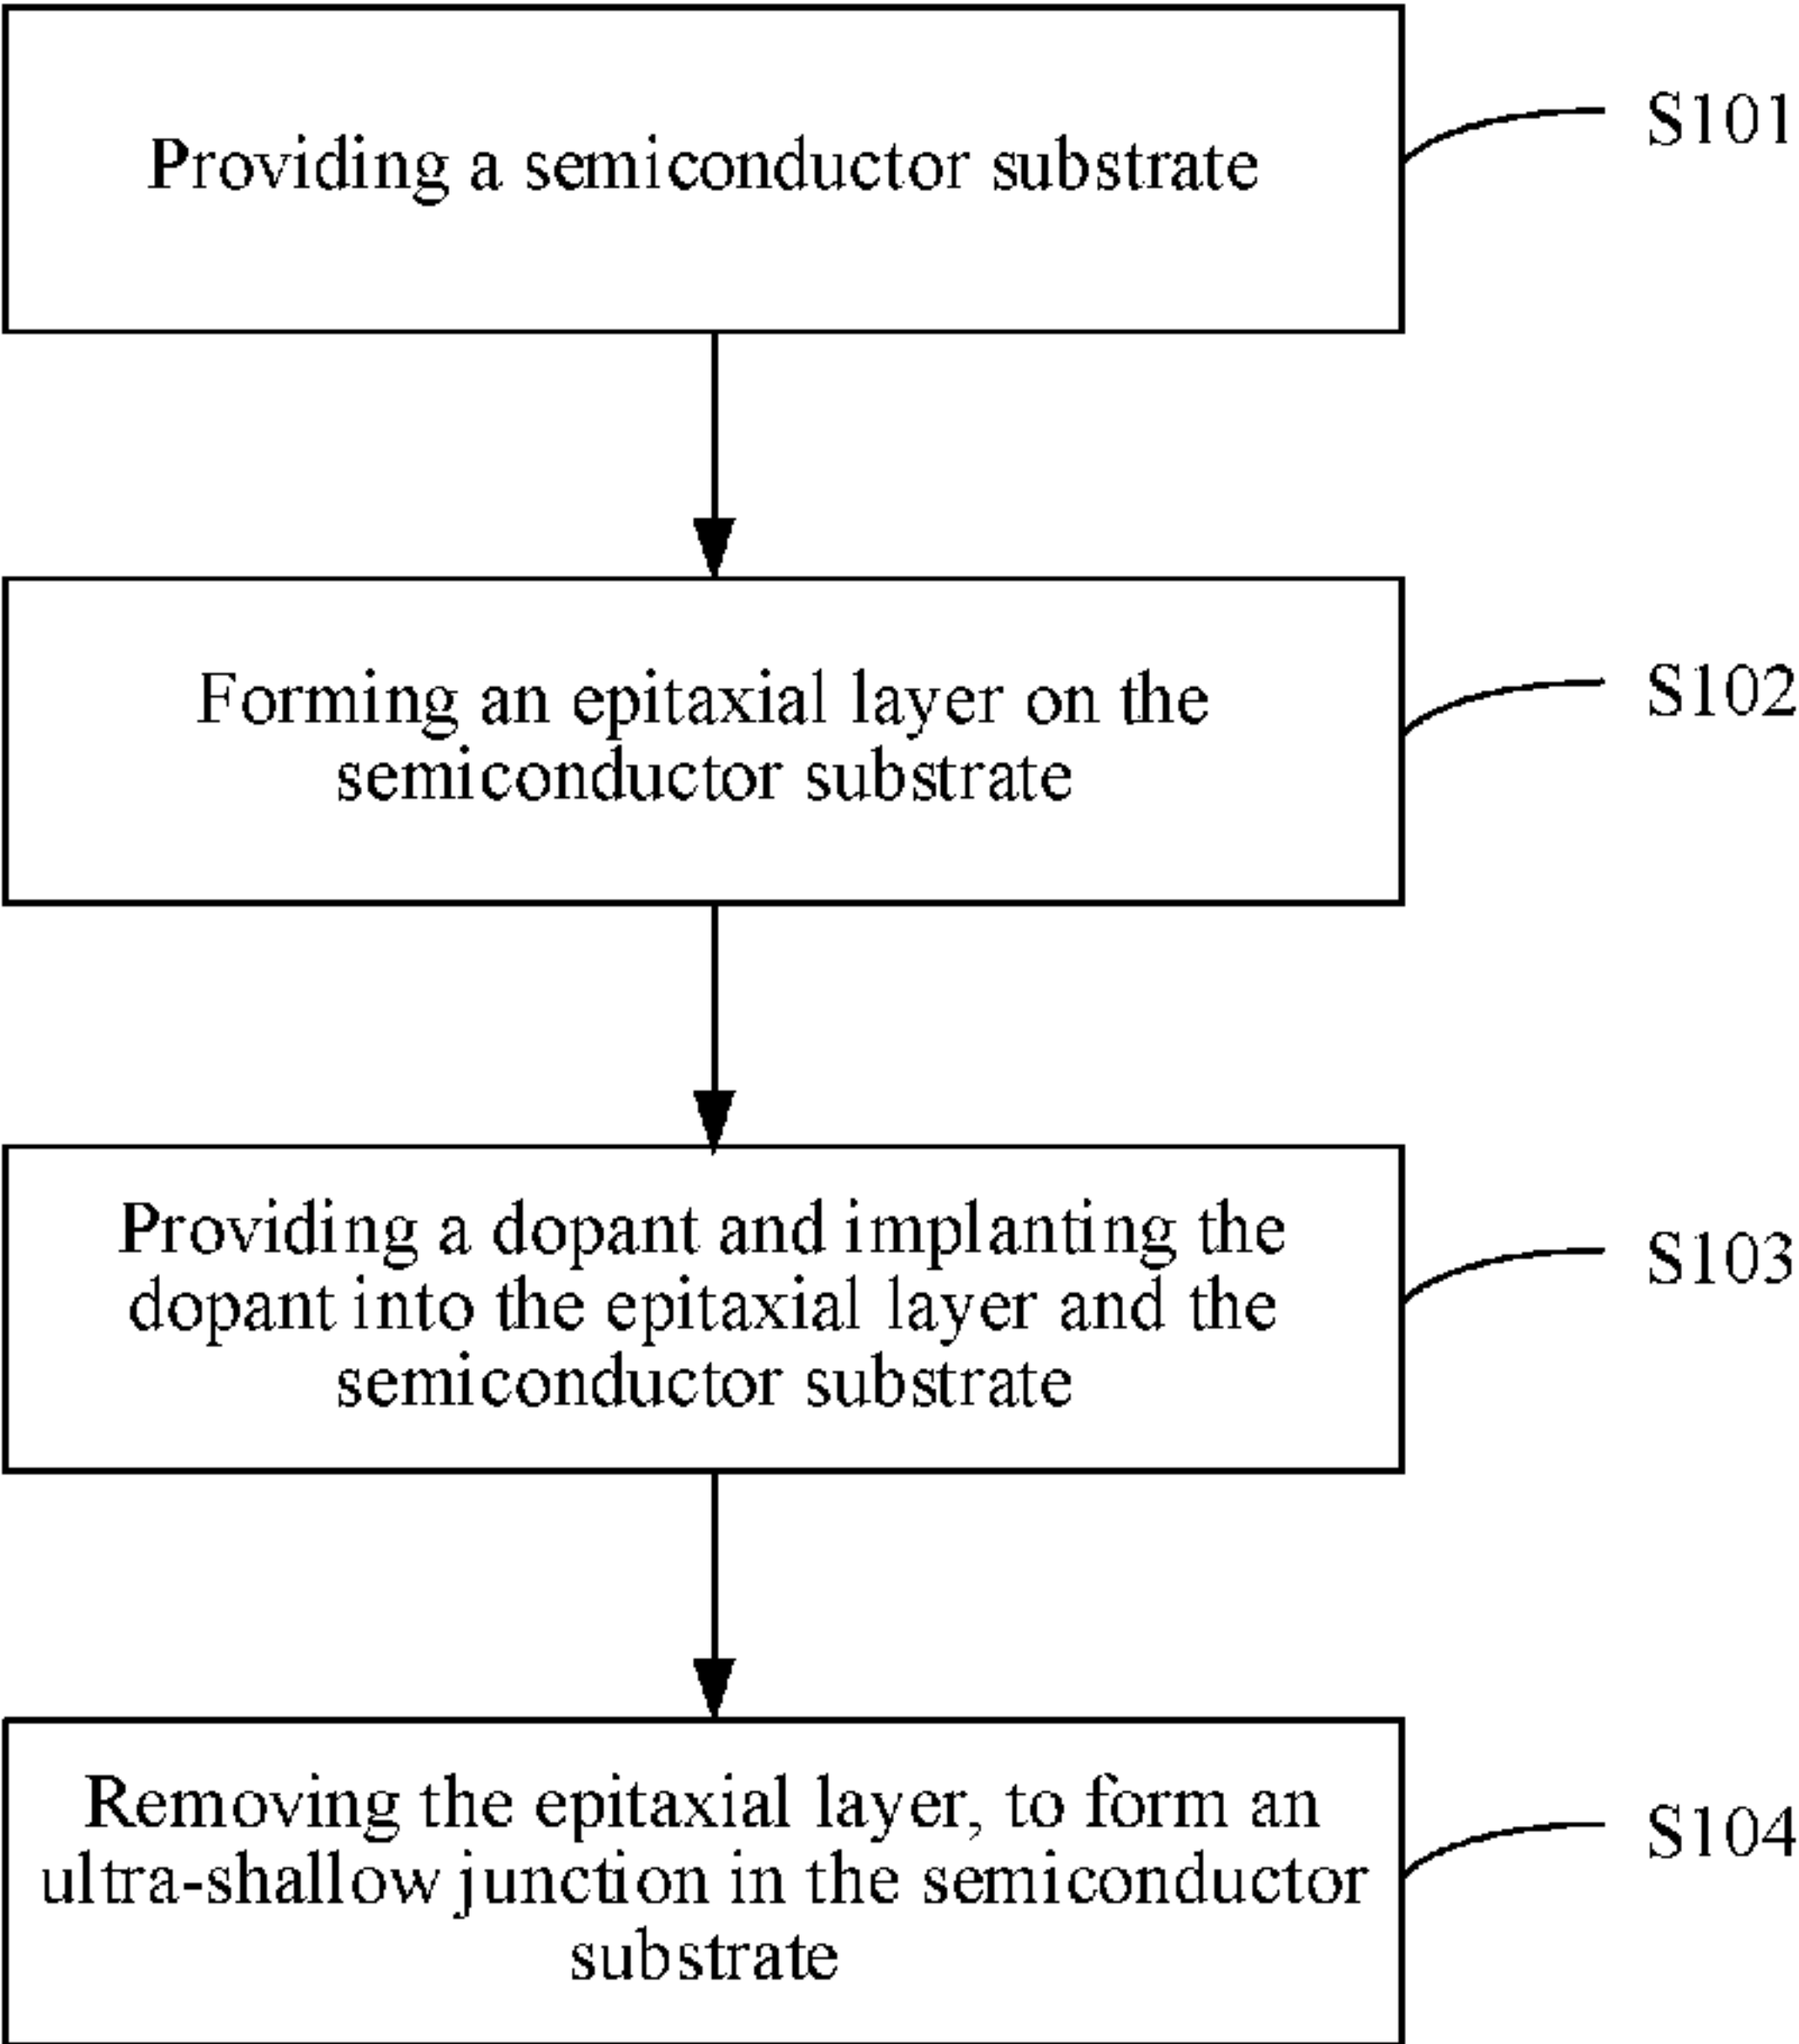 Providing a semiconductor substrate
S101
Forming an epitaxial layer on the
semiconductor substrate
S102
Providing a dopant and implanting the
dopant into the epitaxial layer and the
semiconductor substrate
S103
Removing the epitaxial layer, to form an
ultra-shallow junction in the semiconductor
substrate
S104